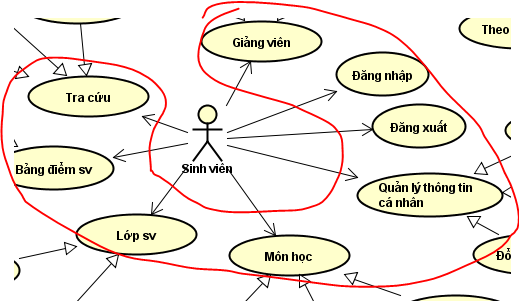 Theo
Giảng viên
Đăng nhập
Tra cứu
Đăng xuất
Sinh viên
Bảng điểm sv
Quản lý thông tin
cá nhân
Lớp sv
Món học
Đổ